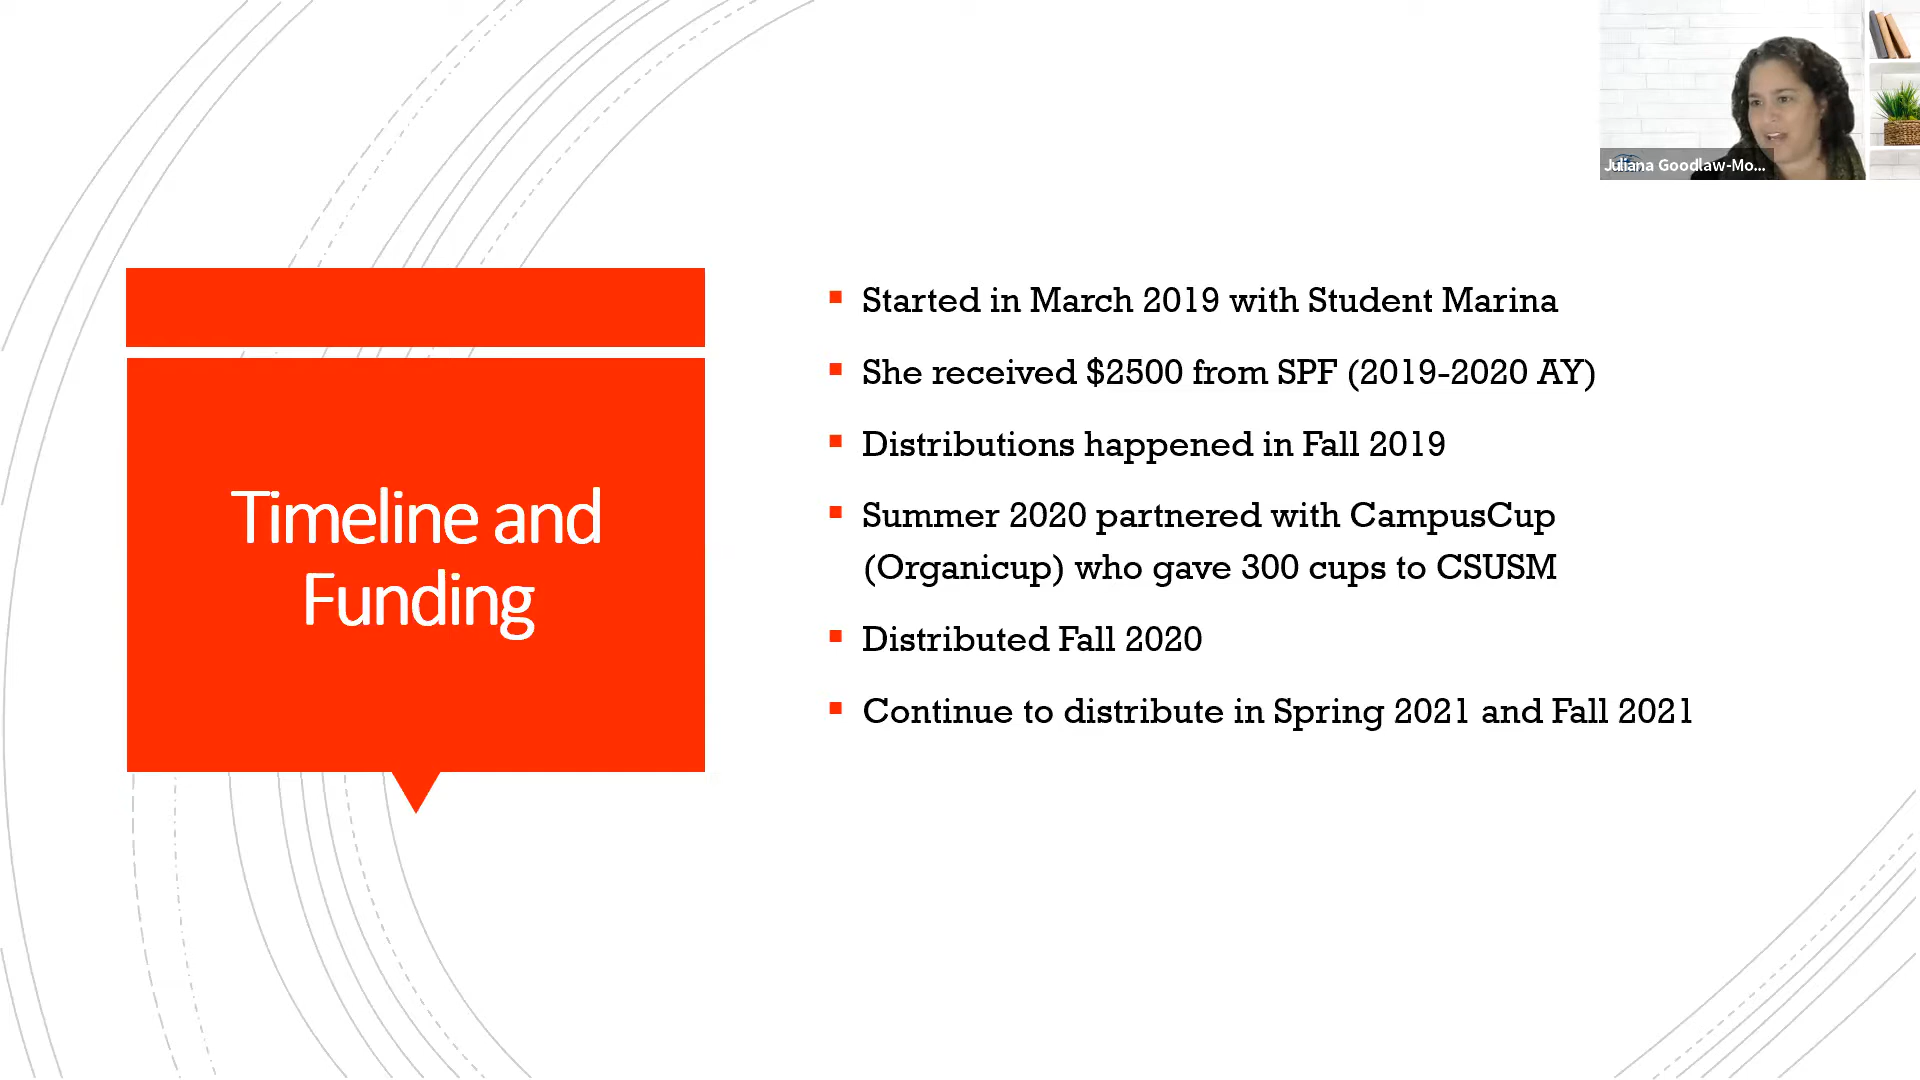 Juliana Goodlaw-Mo...
Timeline and
Funding
Started in March 2019 with Student Marina
She received $2500 from SPF (2019-2020 AY)
Distributions happened in Fall 2019
Summer 2020 partnered with CampusCup
(Organicup) who gave 300 cups to CSUSM
Distributed Fall 2020
Continue to distribute in Spring 2021 and Fall 2021